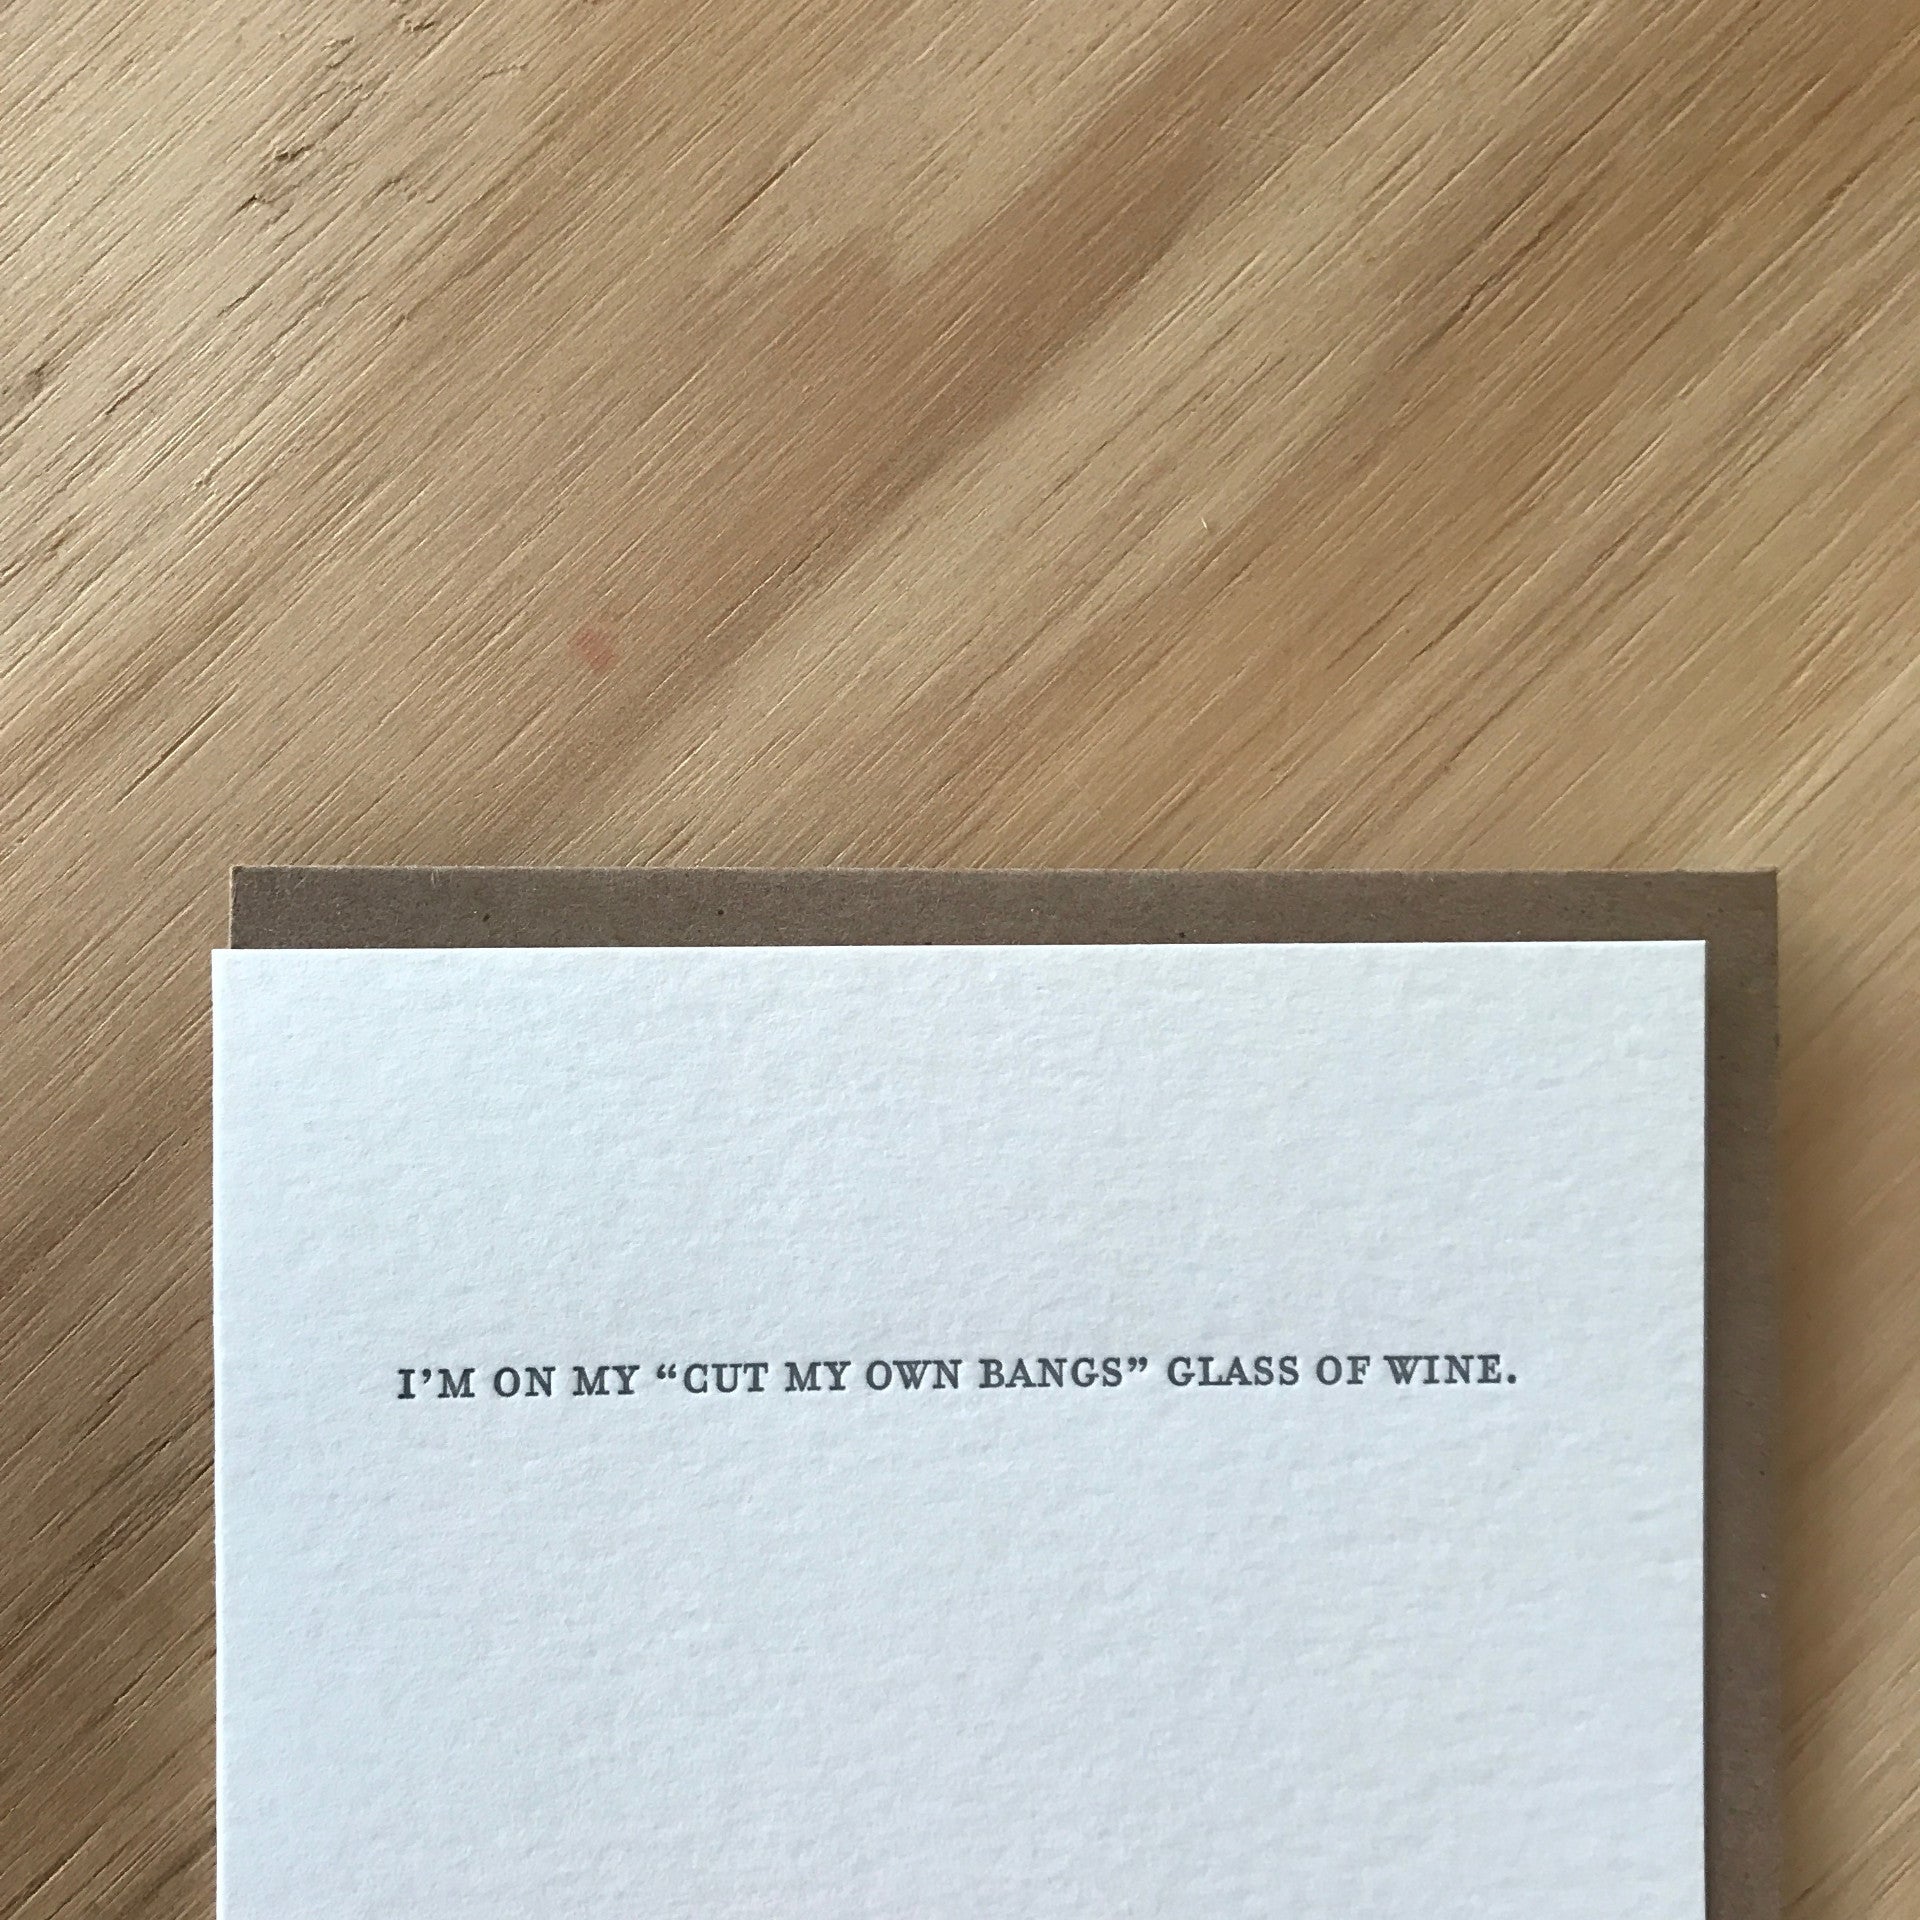 I'M ON MY “CUT MY OWN BANGS” GLASS OF WINE.